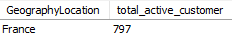 GeographyLocation total_active_customer
France 797